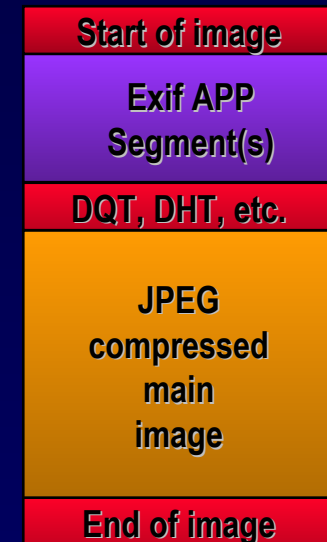 Start of image
Exif APP
Segment(s)
DQT, DHT, etc.
JPEG
compressed
main
image
End of image